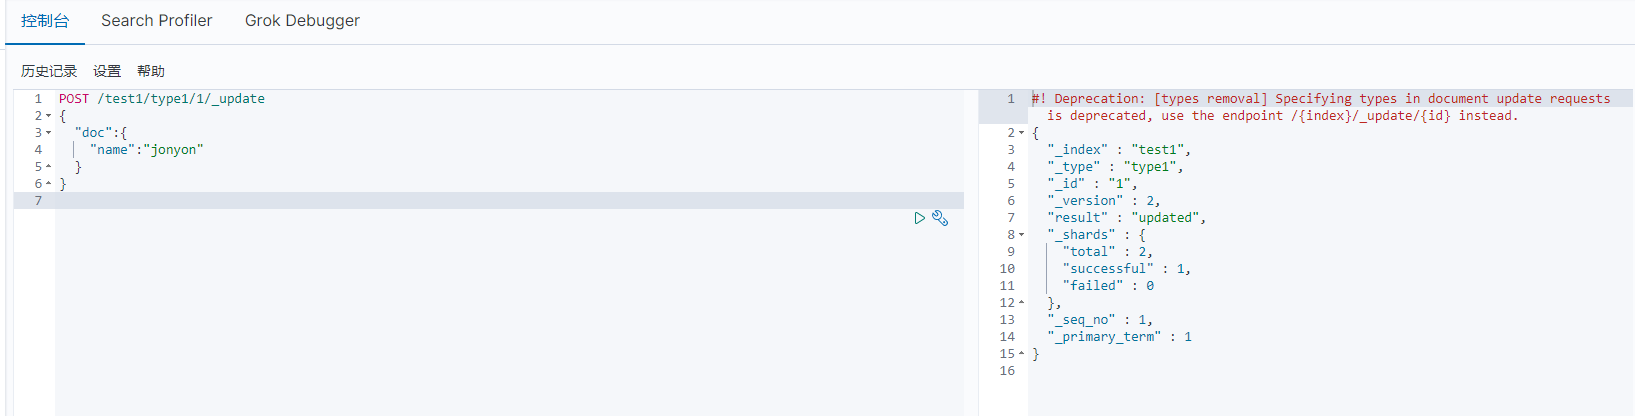 控制台 Search Profiler Grok Debugger
历史记录 设置 帮助
1 POST /test1/type1/1/_update
2 {
3 "doc":{
4 "name":"jonyon"
5 }
6 }
7
1 #! Deprecation: [types removal] Specifying types in document update requests
is deprecated, use the endpoint /{index}/_update/{id} instead.
2 {
3 "_index" : "test1",
4 "_type" : "type1",
5 "_id" : "1",
6 "_version" : 2,
7 "result" : "updated",
8 "_shards" : {
9 "total" : 2,
10 "successful" : 1,
11 "failed" : 0
12 },
13 "_seq_no" : 1,
14 "_primary_term" : 1
15 }
16